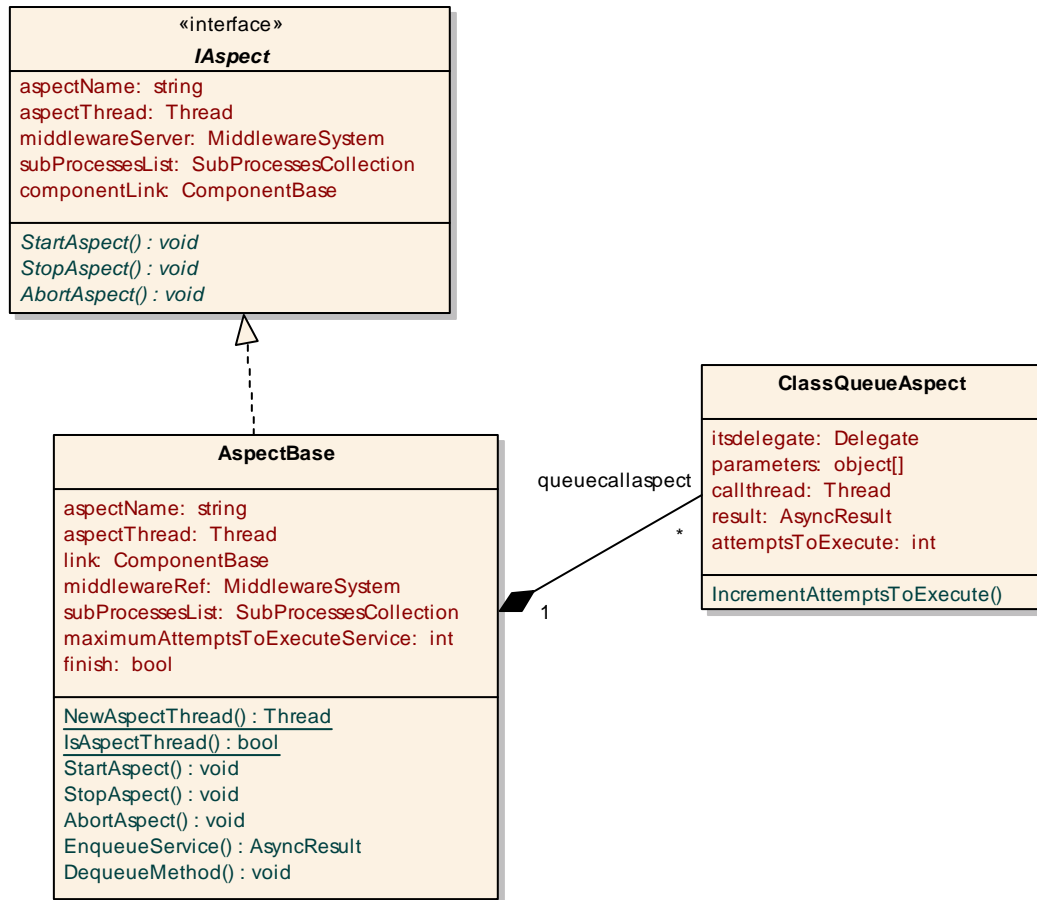 «interface»
IAspect
aspectName: string
aspectThread: Thread
middlewareServer: MiddlewareSystem
subProcessesList: SubProcessesCollection
componentLink: ComponentBase
StartAspect() : void
StopAspect() : void
AbortAspect() : void
AspectBase
aspectName: string
aspectThread: Thread
link: ComponentBase
middlewareRef: MiddlewareSystem
subProcessesList: SubProcessesCollection
maximumAttemptsToExecuteService: int
finish: bool
NewAspectThread() : Thread
IsAspectThread() : bool
StartAspect() : void
StopAspect() : void
AbortAspect() : void
EnqueueService() : AsyncResult
DequeueMethod() : void
queuecallaspect
*
1
ClassQueueAspect
itsdelegate: Delegate
parameters: object[]
callthread: Thread
result: AsyncResult
attemptsToExecute: int
IncrementAttemptsToExecute()